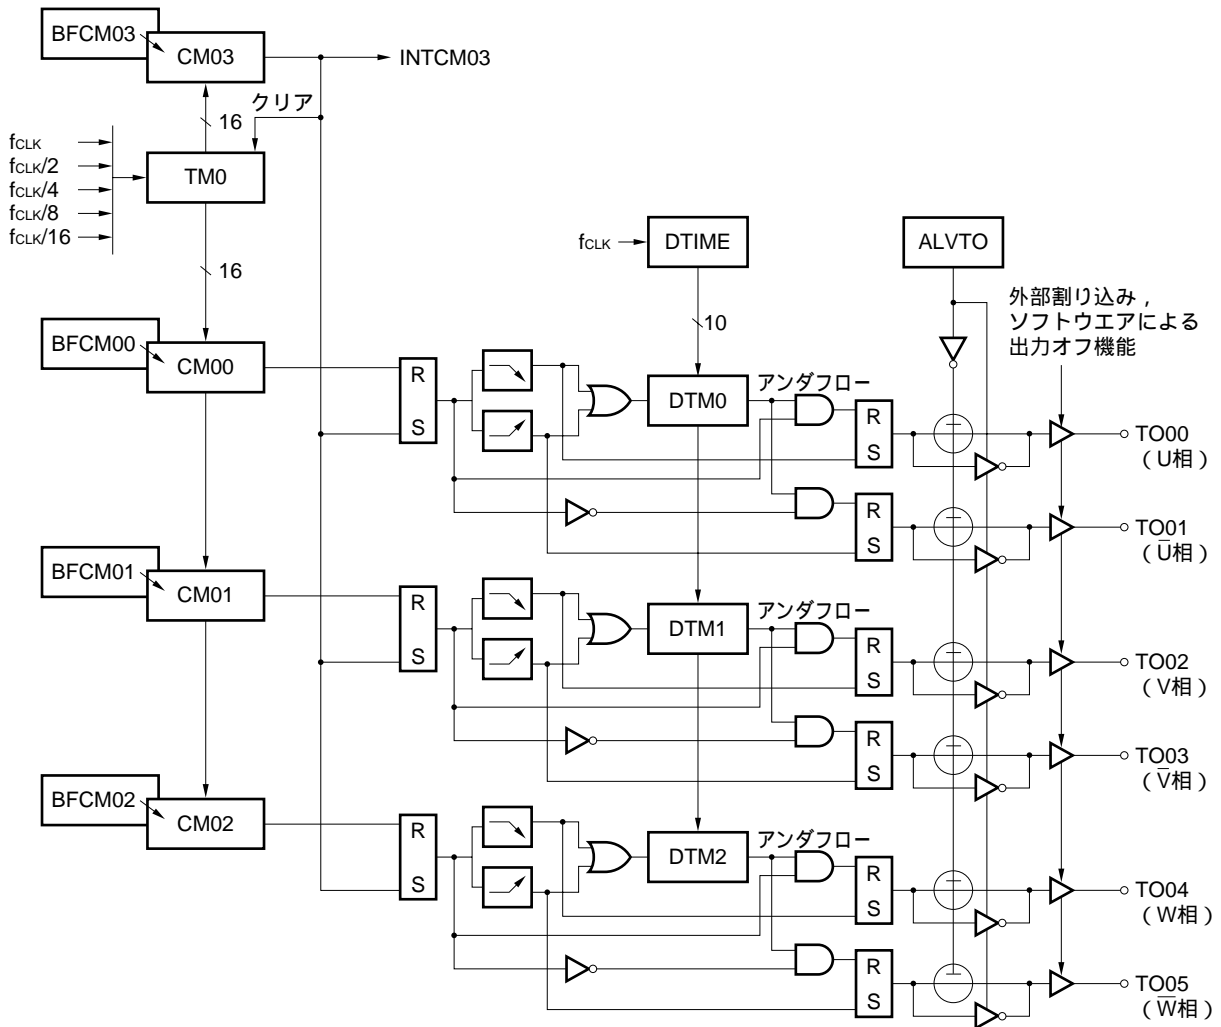 BFCM03
CM03
INTCM03
クリア
16
fCLK
fCLK/2
fCLK/4
fCLK/8
fCLK/16
TM0
16
fCLK
DTIME
ALVTO
10
外部割り込み，
ソフトウエアによる
出力オフ機能
BFCM00
CM00
R
S
DTM0
アンダフロー
R
S
TO00
（U相）
R
S
TO01
（U̅相）
BFCM01
CM01
R
S
DTM1
アンダフロー
R
S
TO02
（V相）
R
S
TO03
（V̅相）
BFCM02
CM02
R
S
DTM2
アンダフロー
R
S
TO04
（W相）
R
S
TO05
（W̅相）